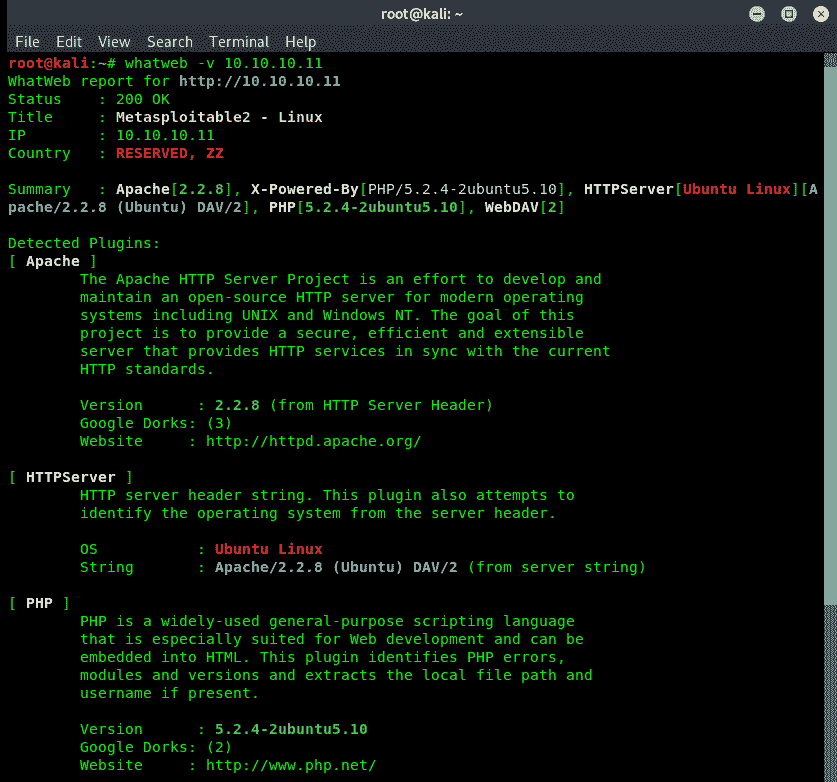 root@kali: ~
File Edit View Search Terminal Help
root@kali:~# whatweb -v 10.10.10.11
WhatWeb report for http://10.10.10.11
Status    : 200 OK
Title     : Metasploitable2 - Linux
IP        : 10.10.10.11
Country   : RESERVED, ZZ
Summary   : Apache[2.2.8], X-Powered-By[PHP/5.2.4-2ubuntu5.10], HTTPServer[Ubuntu Linux][A
pache/2.2.8 (Ubuntu) DAV/2], PHP[5.2.4-2ubuntu5.10], WebDAV[2]
Detected Plugins:
[ Apache ]
The Apache HTTP Server Project is an effort to develop and
maintain an open-source HTTP server for modern operating
systems including UNIX and Windows NT. The goal of this
project is to provide a secure, efficient and extensible
server that provides HTTP services in sync with the current
HTTP standards.
Version      : 2.2.8 (from HTTP Server Header)
Google Dorks: (3)
Website     : http://httpd.apache.org/
[ HTTPServer ]
HTTP server header string. This plugin also attempts to
identify the operating system from the server header.
OS           : Ubuntu Linux
String       : Apache/2.2.8 (Ubuntu) DAV/2 (from server string)
[ PHP ]
PHP is a widely-used general-purpose scripting language
that is especially suited for Web development and can be
embedded into HTML. This plugin identifies PHP errors,
modules and versions and extracts the local file path and
username if present.
Version      : 5.2.4-2ubuntu5.10
Google Dorks: (2)
Website     : http://www.php.net/